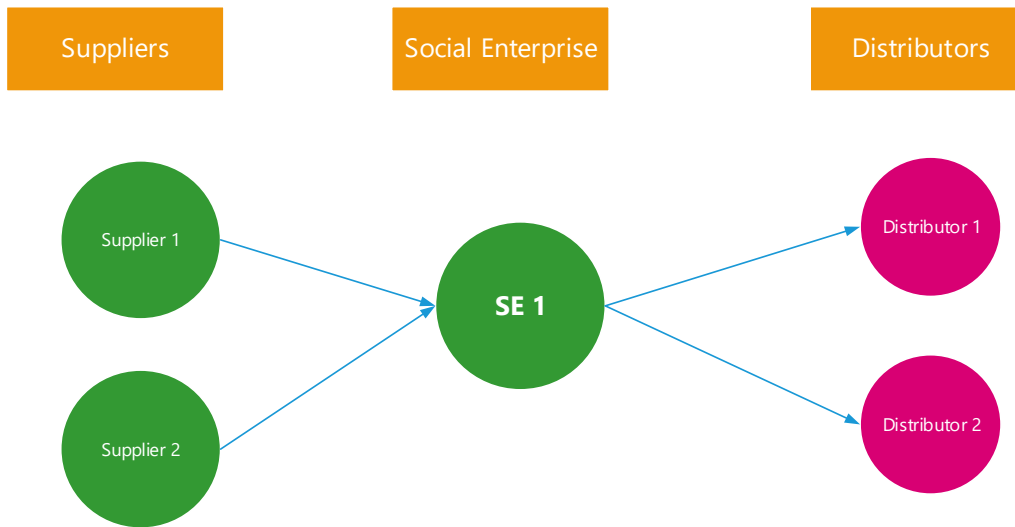 Suppliers
Social Enterprise
Distributors
Supplier 1
SE 1
Distributor 1
Supplier 2
Distributor 2